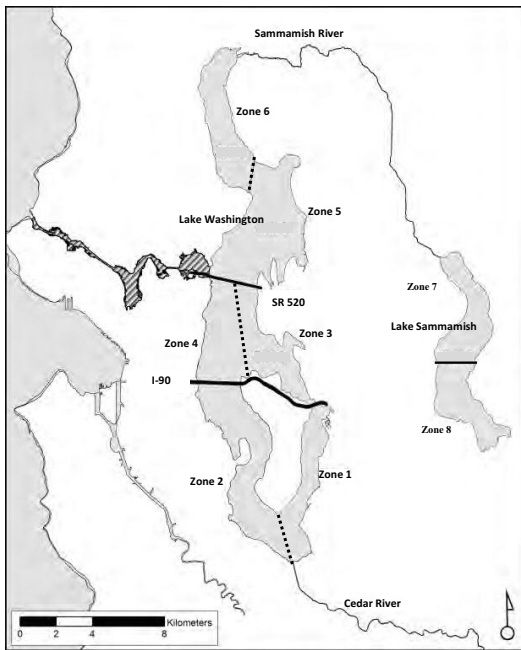 Sammamish River
Zone 6
Lake Washington
Zone 5
Zone 7
SR 520
Lake Sammamish
Zone 3
Zone 4
I-90
Zone 8
Zone 2
Zone 1
Cedar River
Kilometers
0 2 4 8